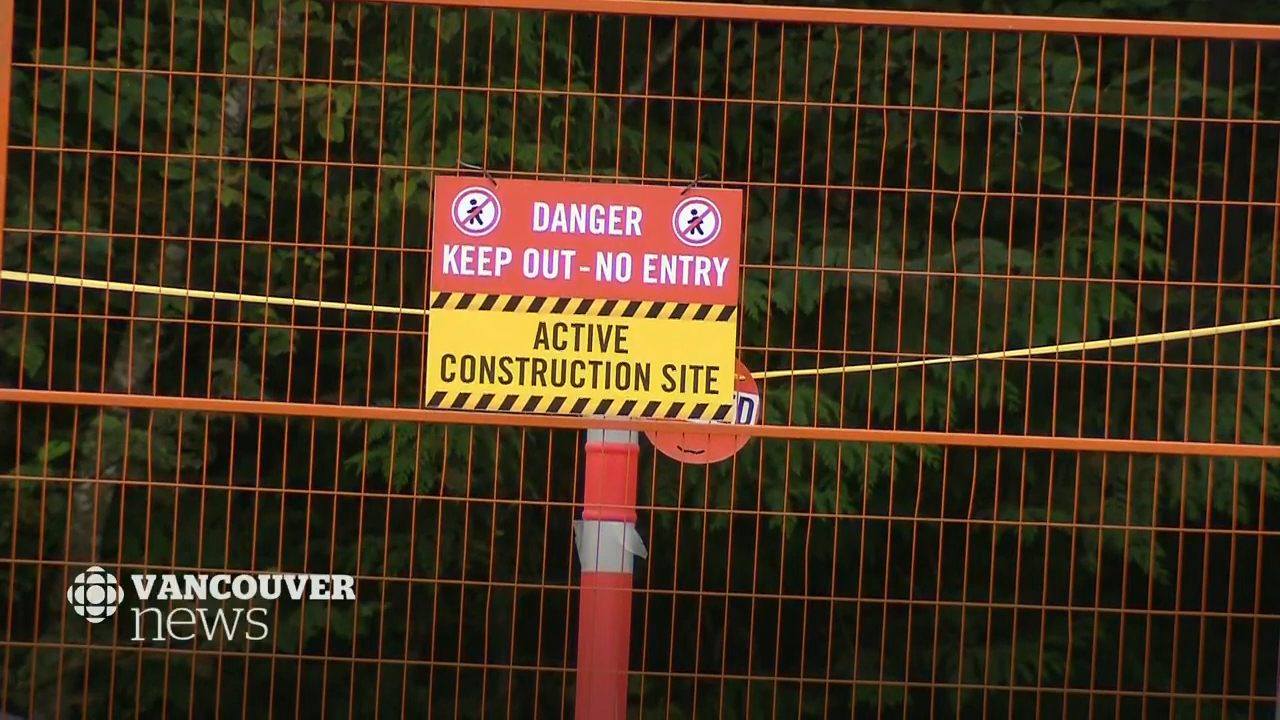 DANGER
KEEP OUT - NO ENTRY
ACTIVE
CONSTRUCTION SITE
D
VANCOUVER
news